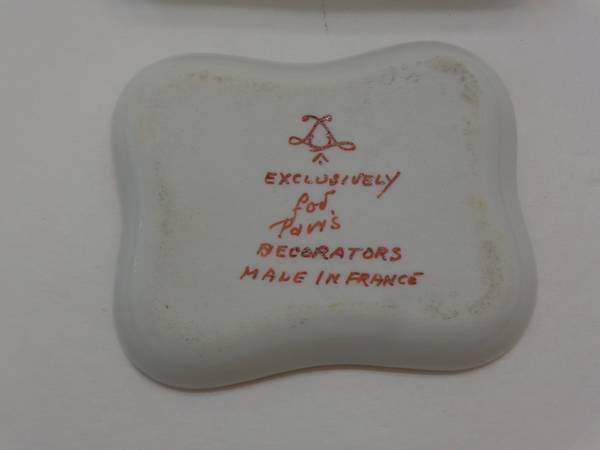 EXCLUSIVELY
for
Paris
DECORATORS
MADE IN FRANCE